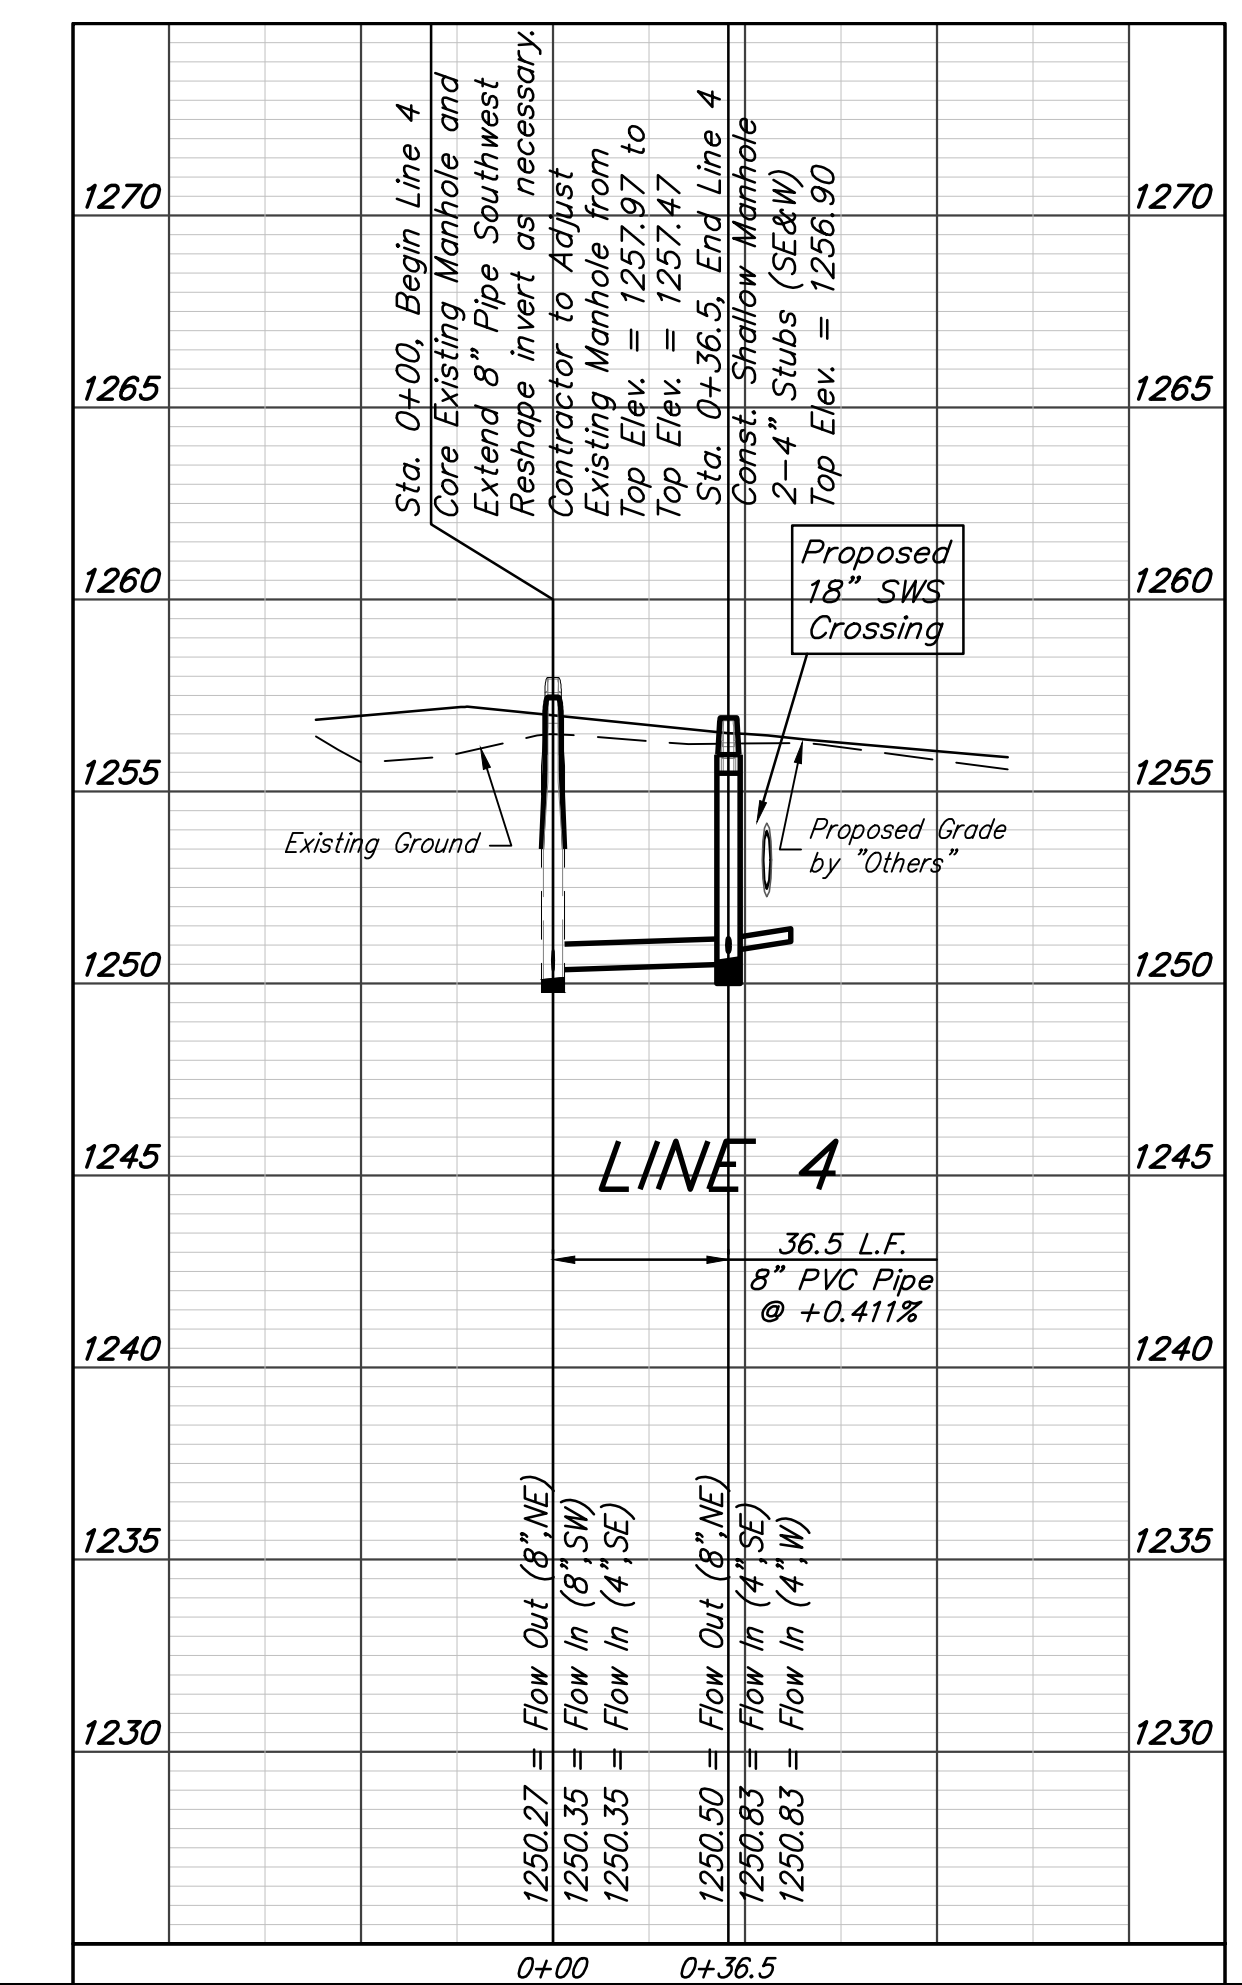 Sta. 0+00, Begin Line 4
Core Existing Manhole and
Extend 8" Pipe Southwest
Reshape invert as necessary.
Contractor to Adjust
Existing Manhole from
Top Elev. = 1257.97 to
Top Elev. = 1257.47
Sta. 0+36.5, End Line 4
Const. Shallow Manhole
2-4" Stubs (SE&W)
Top Elev. = 1256.90
1270
1270
1265
1265
1260
1260
Proposed
18" SWS
Crossing
1255
1255
Existing Ground
Proposed Grade
by "Others"
1250
1250
1245
1245
LINE 4
36.5 L.F.
8" PVC Pipe
@ +0.411%
1240
1240
1235
1235
1230
1230
1250.27 = Flow Out (8",NE)
1250.35 = Flow In (8",SW)
1250.35 = Flow In (4",SE)
1250.50 = Flow Out (8",NE)
1250.83 = Flow In (4",SE)
1250.83 = Flow In (4",W)
0+00
0+36.5